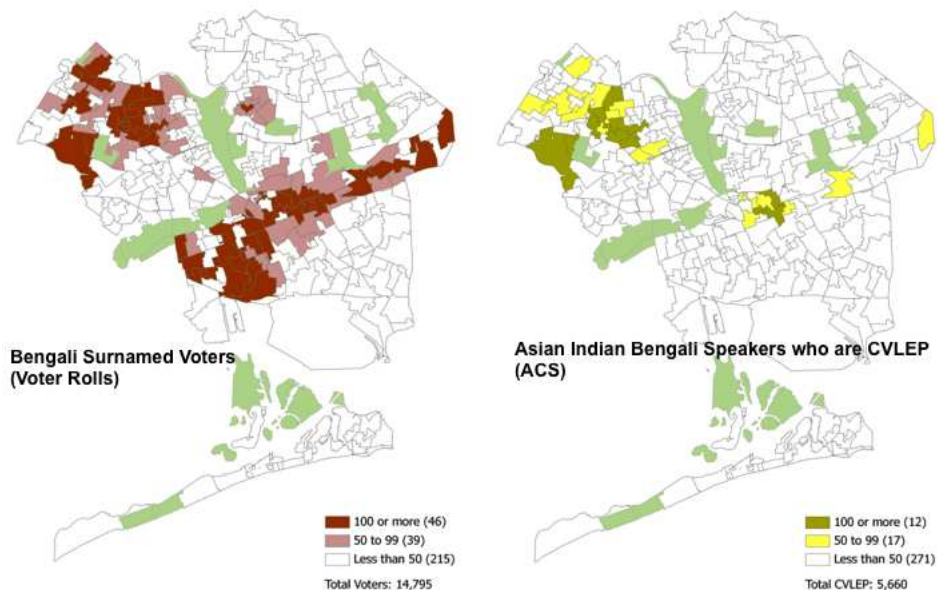 Bengali Surnamed Voters
(Voter Rolls)
100 or more (46)
50 to 99 (39)
Less than 50 (215)
Total Voters: 14,795
Asian Indian Bengali Speakers who are CVLEP
(ACS)
100 or more (12)
50 to 99 (17)
Less than 50 (271)
Total CVLEP: 5,660